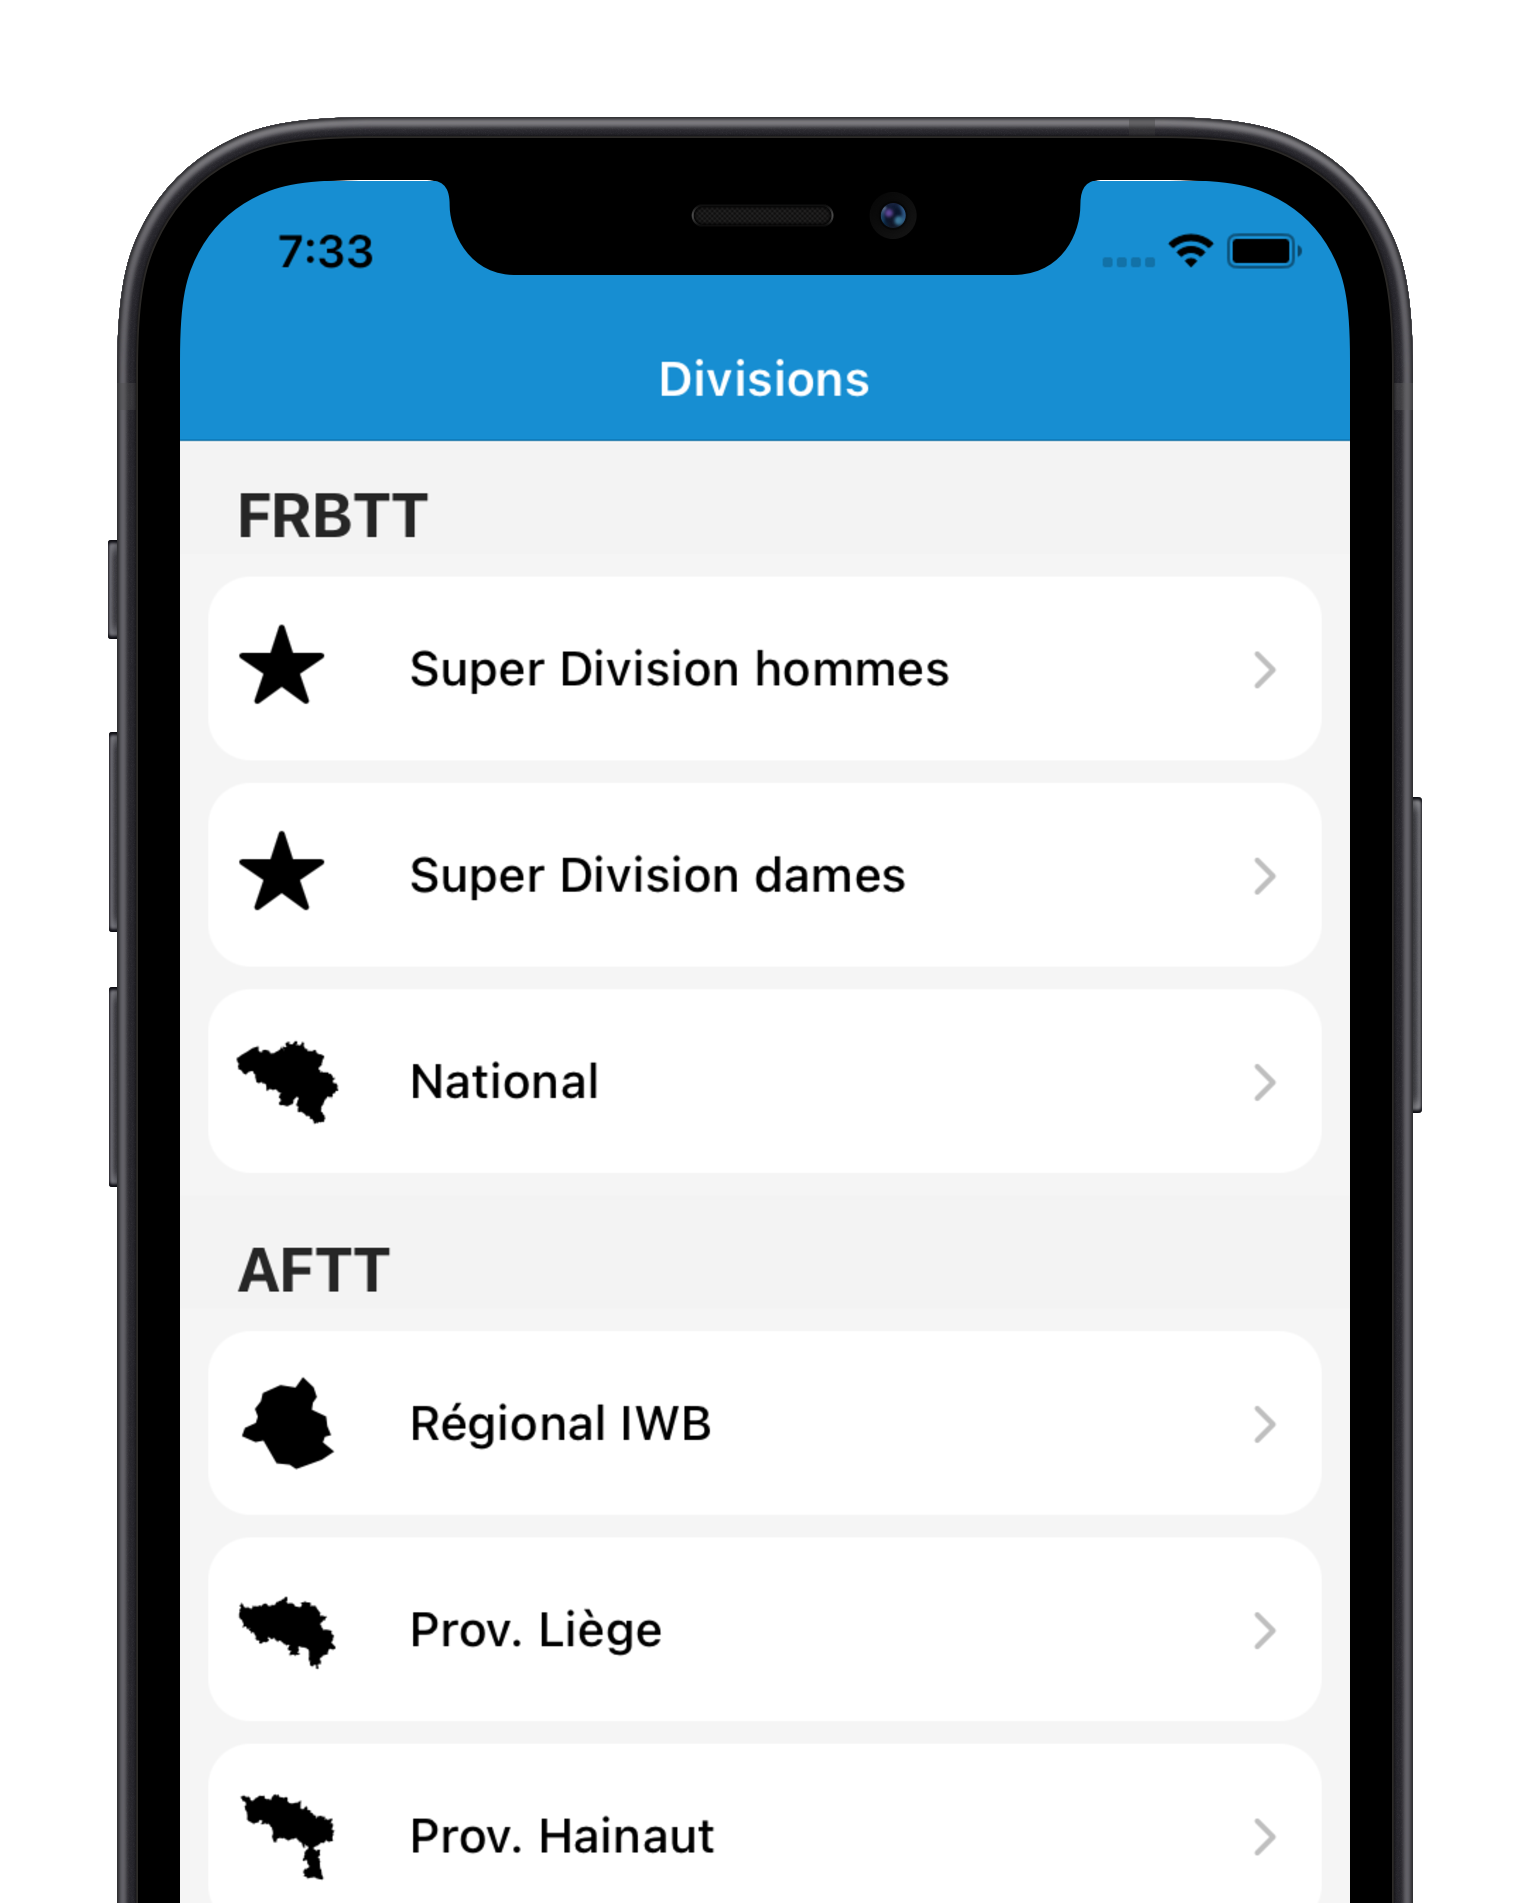 7:33
Divisions
FRBTT
Super Division hommes
Super Division dames
National
AFTT
Régional IWB
Prov. Liège
Prov. Hainaut